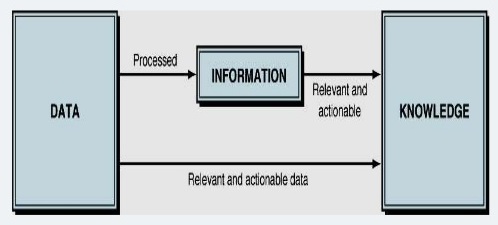 DATA
Processed
INFORMATION
Relevant and
actionable
KNOWLEDGE
Relevant and actionable data